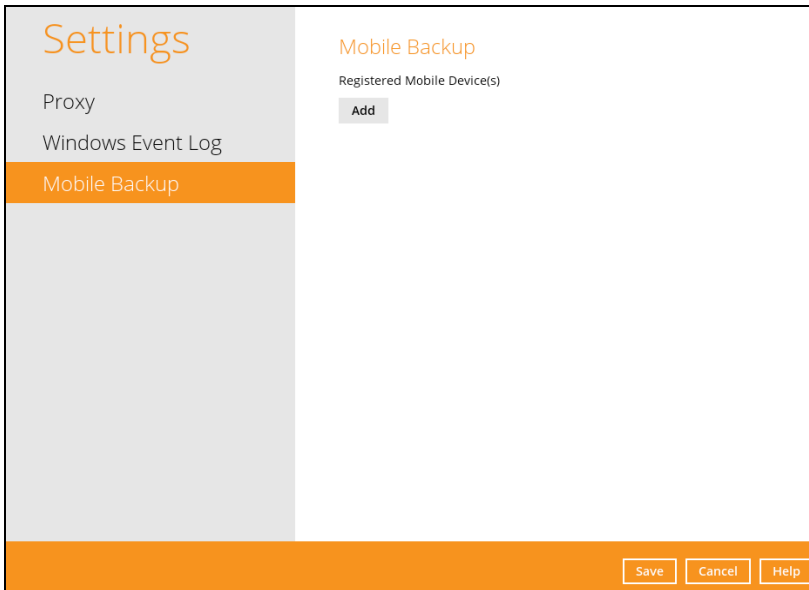 Settings
Proxy
Windows Event Log
Mobile Backup
Mobile Backup
Registered Mobile Device(s)
Add
Save Cancel Help